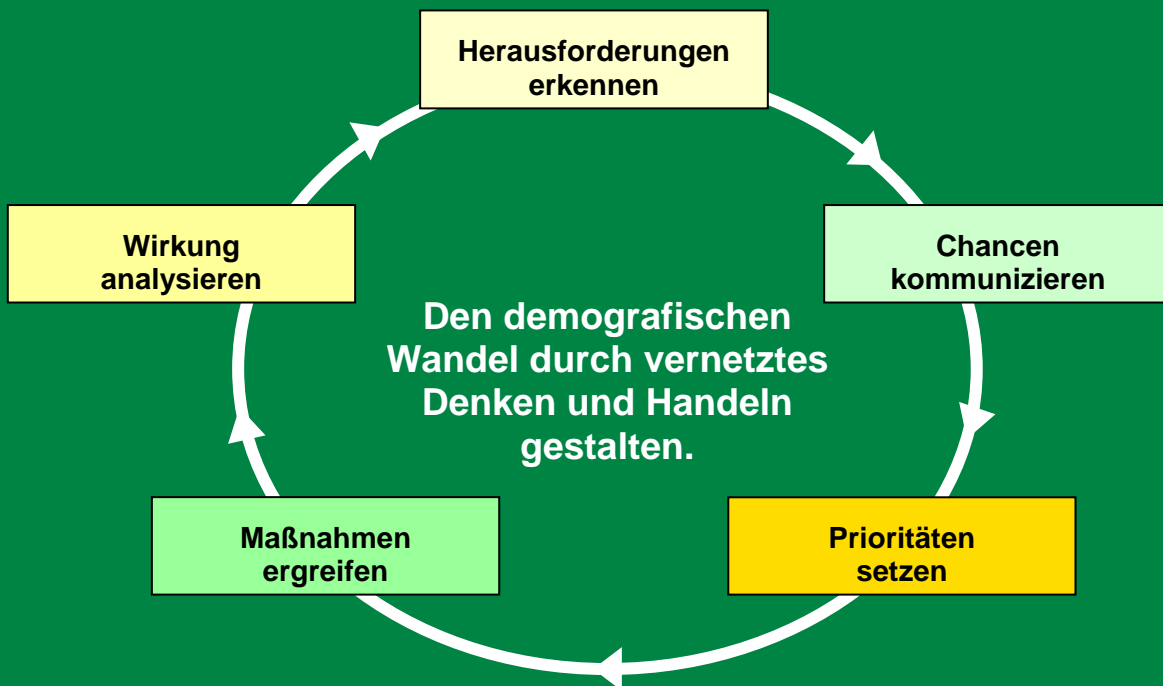 Herausforderungen
erkennen
Chancen
kommunizieren
Prioritäten
setzen
Maßnahmen
ergreifen
Wirkung
analysieren
Den demografischen
Wandel durch vernetztes
Denken und Handeln
gestalten.